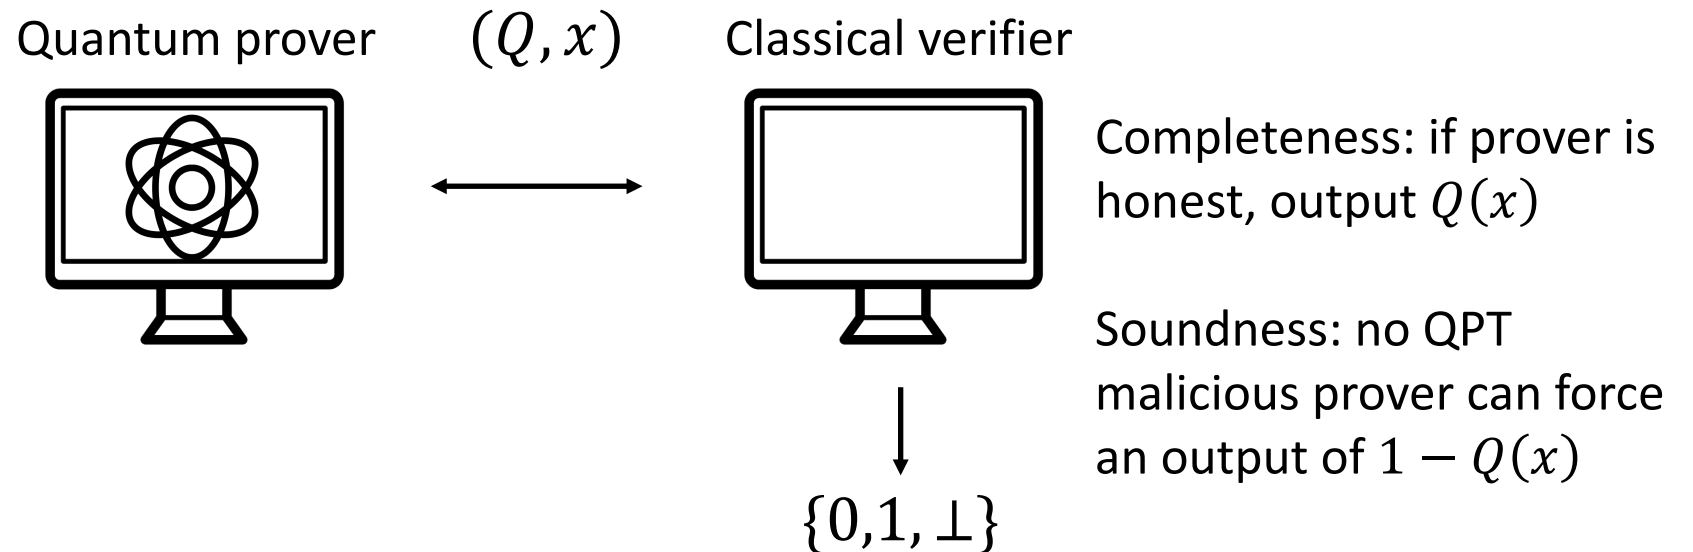 Quantum prover
(Q, x)
Classical verifier
Completeness: if prover is
honest, output Q(x)
Soundness: no QPT
malicious prover can force
an output of 1 − Q(x)
{0,1, ⊥}